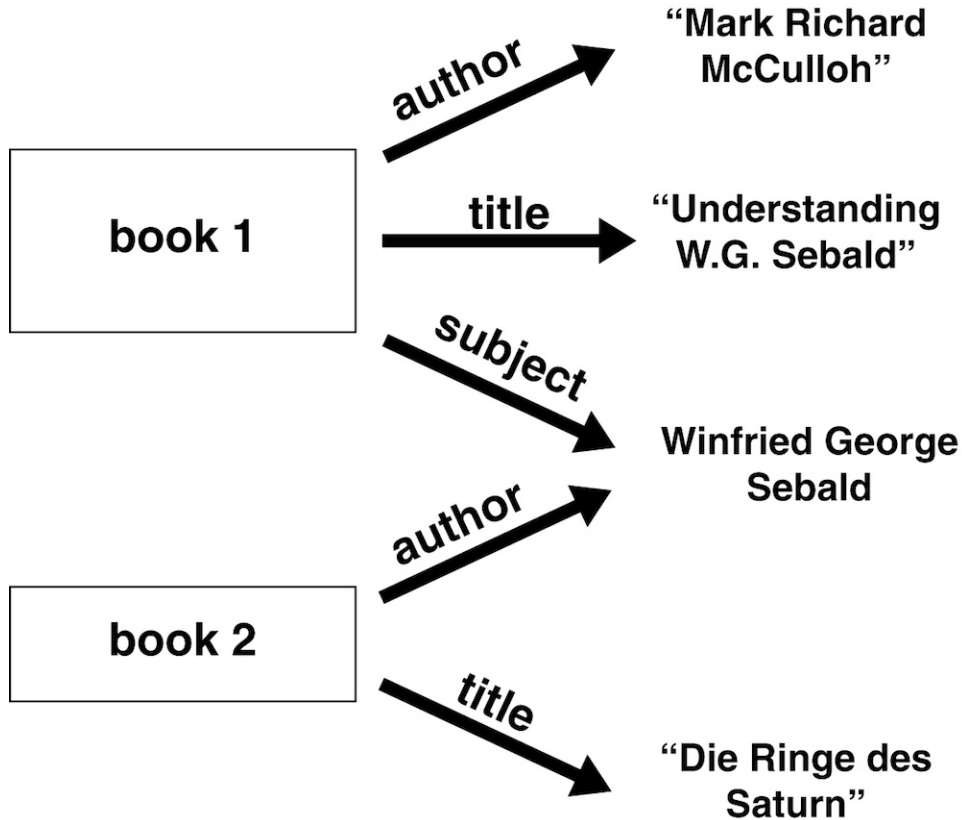 author
“Mark Richard
McCulloh”
book 1
title
“Understanding
W.G. Sebald”
subject
Winfried George
Sebald
author
book 2
title
“Die Ringe des
Saturn”